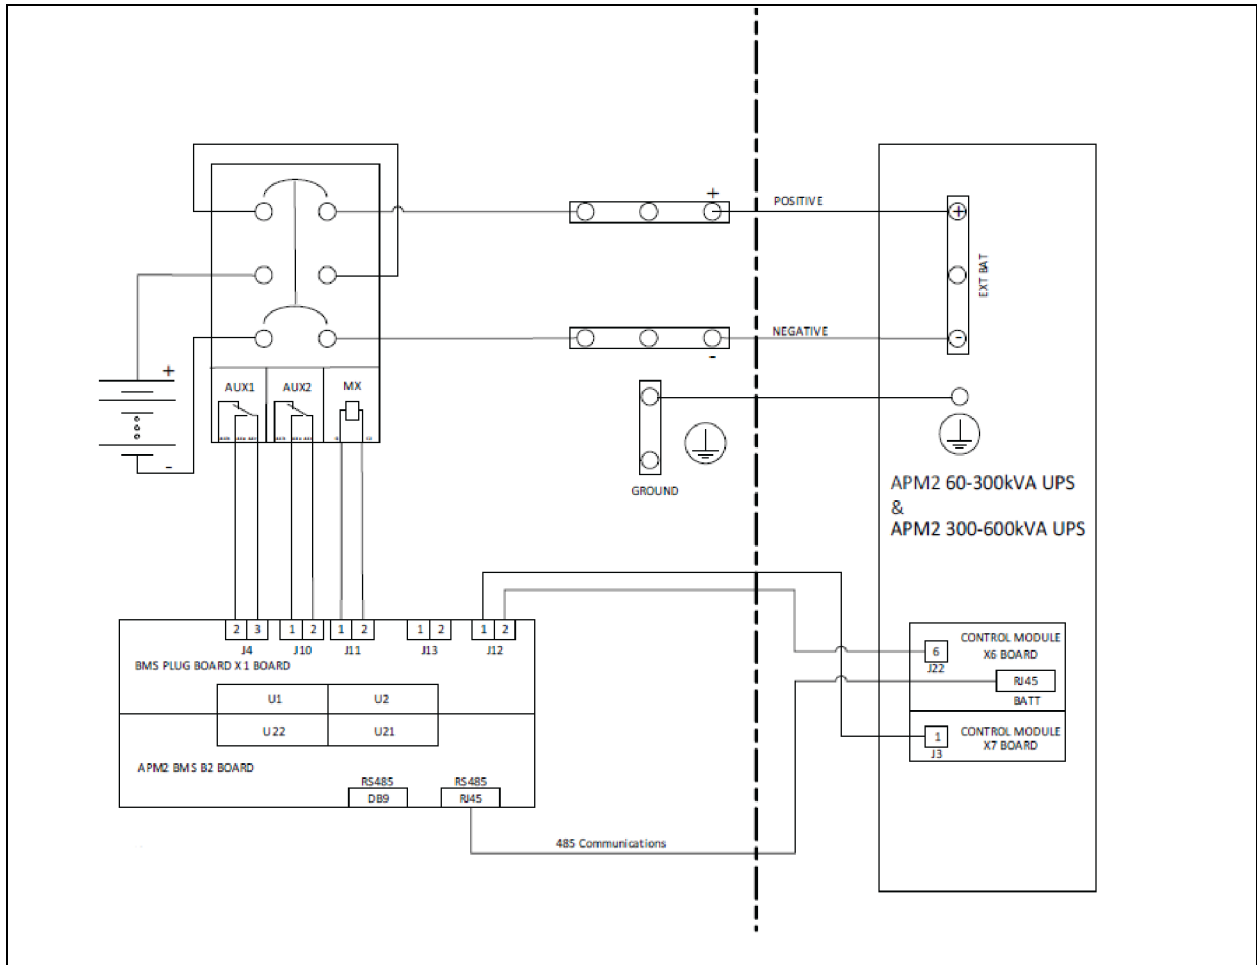 +
POSITIVE
+
EXT BAT
NEGATIVE
-
-
+
-
AUX1
AUX2
MX
GROUND
APM2 60-300kVA UPS
&
APM2 300-600kVA UPS
2 3
1 2
1 2
1 2
1 2
J4
J10
J11
J13
J12
BMS PLUG BOARD X 1 BOARD
U1
U2
U22
U21
APM2 BMS B2 BOARD
RS485
DB9
RS485
RJ45
485 Communications
6
J22
CONTROL MODULE
X6 BOARD
RJ45
BATT
1
J3
CONTROL MODULE
X7 BOARD